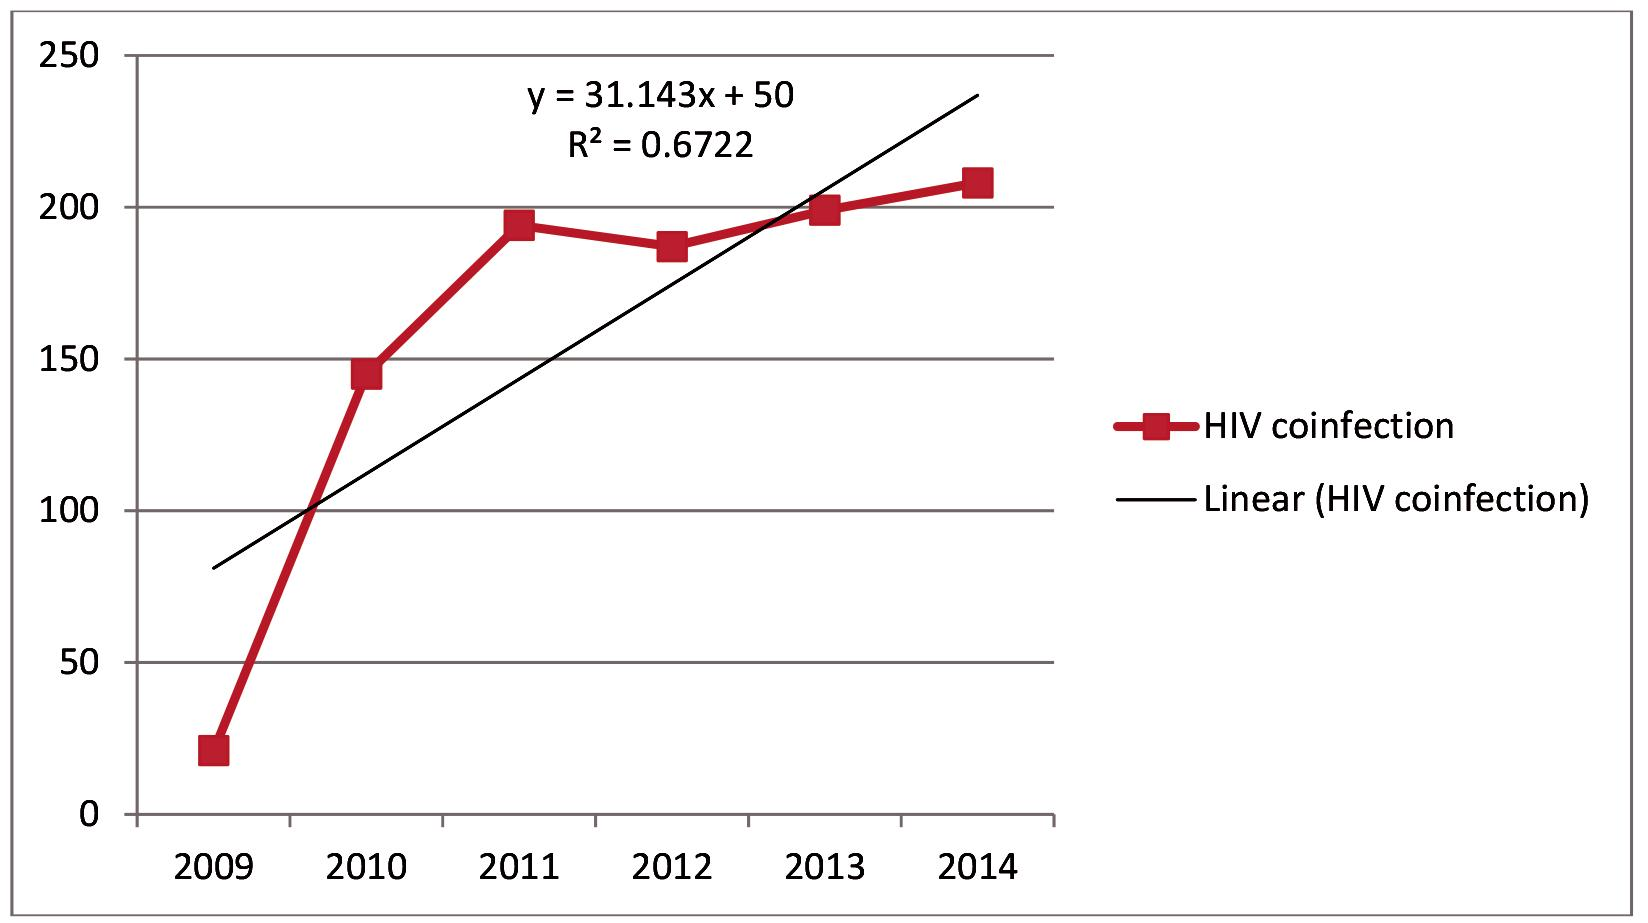 250
200
150
100
50
0
y = 31.143x + 50
R² = 0.6722
2009 2010 2011 2012 2013 2014
HIV coinfection
Linear (HIV coinfection)